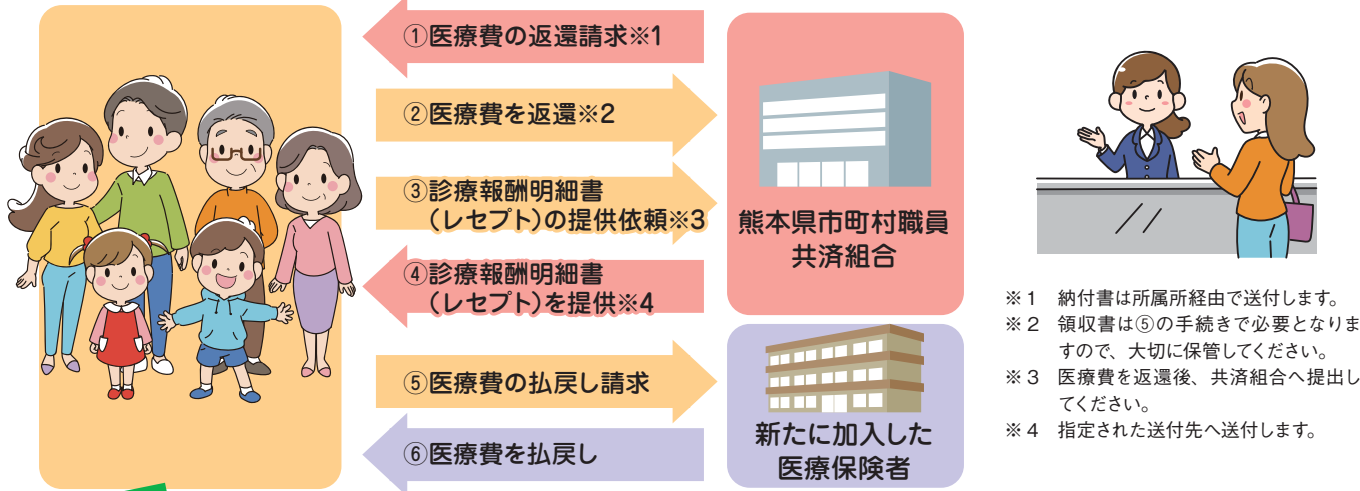 ①医療費の返還請求※1
②医療費を返還※2
③診療報酬明細書
（レセプト）の提供依頼※3
④診療報酬明細書
（レセプト）を提供※4
⑤医療費の払戻し請求
⑥医療費を払戻し
熊本県市町村職員
共済組合
新たに加入した
医療保険者
※1 納付書は所属所経由で送付します。
※2 領収書は⑤の手続きで必要となりま
すので、大切に保管してください。
※3 医療費を返還後、共済組合へ提出し
てください。
※4 指定された送付先へ送付します。